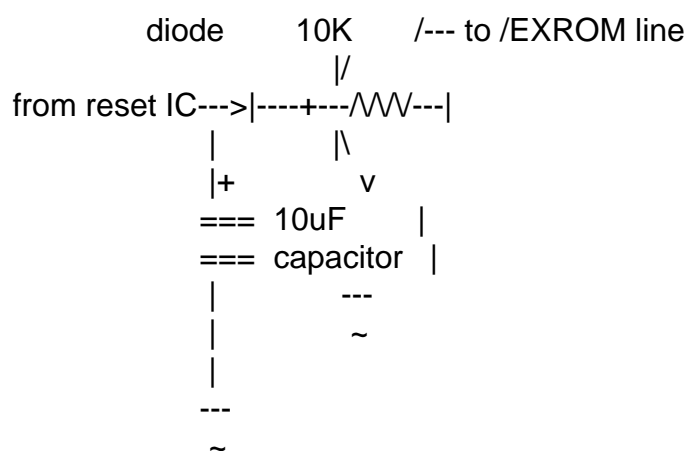 diode 10K /--- to /EXROM line
|/
from reset IC--->|----+---/\/\/\/---|
| |\
|+ v
=== 10uF |
=== capacitor |
| ---
| ~
|
---
~